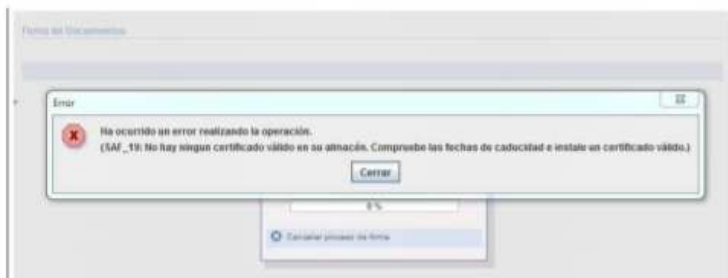 Firma de Documentos
Error
Ha ocurrido un error realizando la operación.
(SAF_19: No hay ningun certificado válido en su almacén. Compruebe las fechas de caducidad e instale un certificado válido.)
Cerrar
0 %
Cancelar proceso de firma